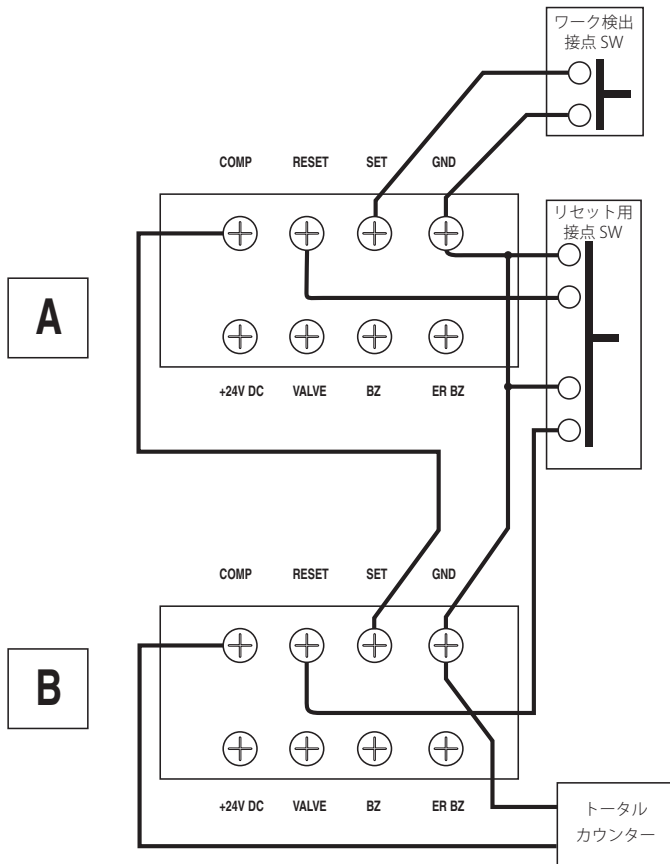 ワーク検出
接点 SW
COMP RESET SET GND
リセット用
接点 SW
A
+24V DC VALVE BZ ER BZ
COMP RESET SET GND
B
+24V DC VALVE BZ ER BZ
トータル
カウンター